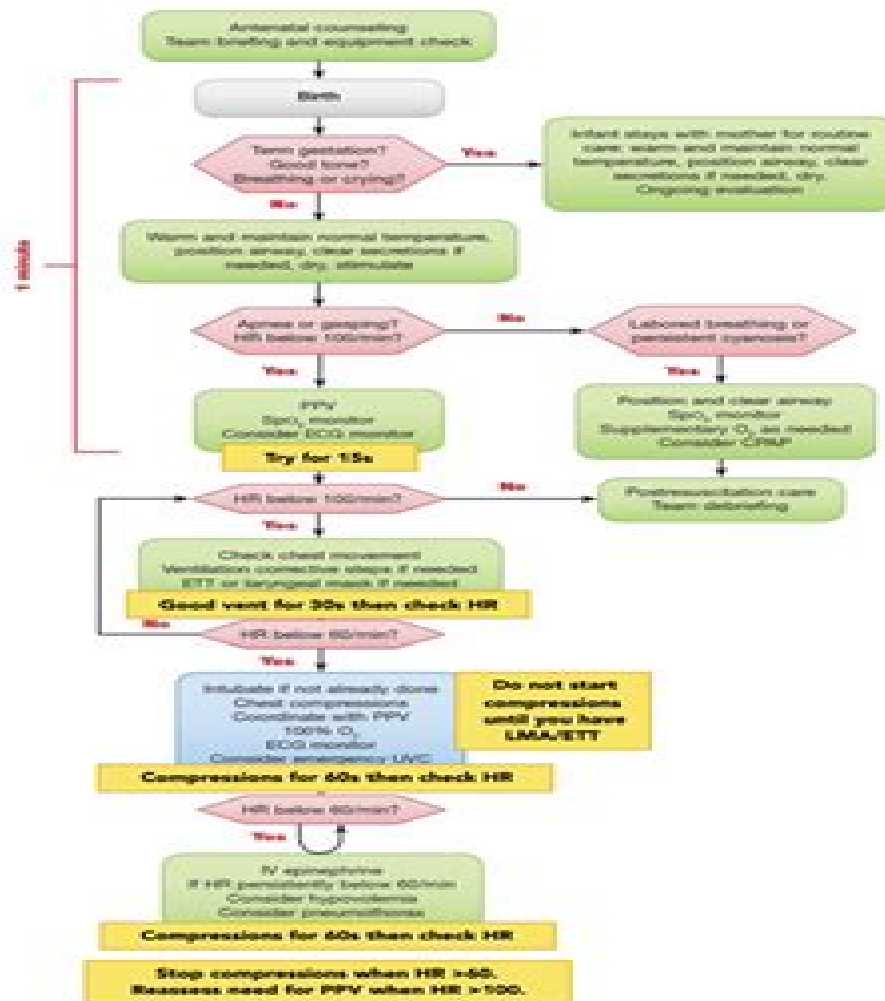 Antenatal counseling
Team briefing and equipment check
Birth
1 minute
Term gestation?
Good tone?
Breathing or crying?
Yes
Infant stays with mother for routine
care: warm and maintain normal
temperature, position airway, clear
secretions if needed, dry.
Ongoing evaluation
No
Warm and maintain normal temperature,
position airway, clear secretions if
needed, dry, stimulate
Apnea or gasping?
HR below 100/min?
No
Labored breathing or
persistent cyanosis?
Yes
Yes
PPV
SpO₂ monitor
Consider ECG monitor
Try for 15s
Position and clear airway
SpO₂ monitor
Supplementary O₂ as needed
Consider CPAP
HR below 100/min?
No
Postresuscitation care
Team debriefing
Yes
Check chest movement
Ventilation corrective steps if needed
ETT or laryngeal mask if needed
Good vent for 30s then check HR
No
HR below 60/min?
Yes
Intubate if not already done
Chest compressions
Coordinate with PPV
100% O₂
ECG monitor
Consider emergency UVC
Do not start
compressions
until you have
LMA/ETT
Compressions for 60s then check HR
HR below 60/min?
Yes
IV epinephrine
If HR persistently below 60/min
Consider hypovolemia
Consider pneumothorax
Compressions for 60s then check HR
Stop compressions when HR >60.
Reassess need for PPV when HR >100.